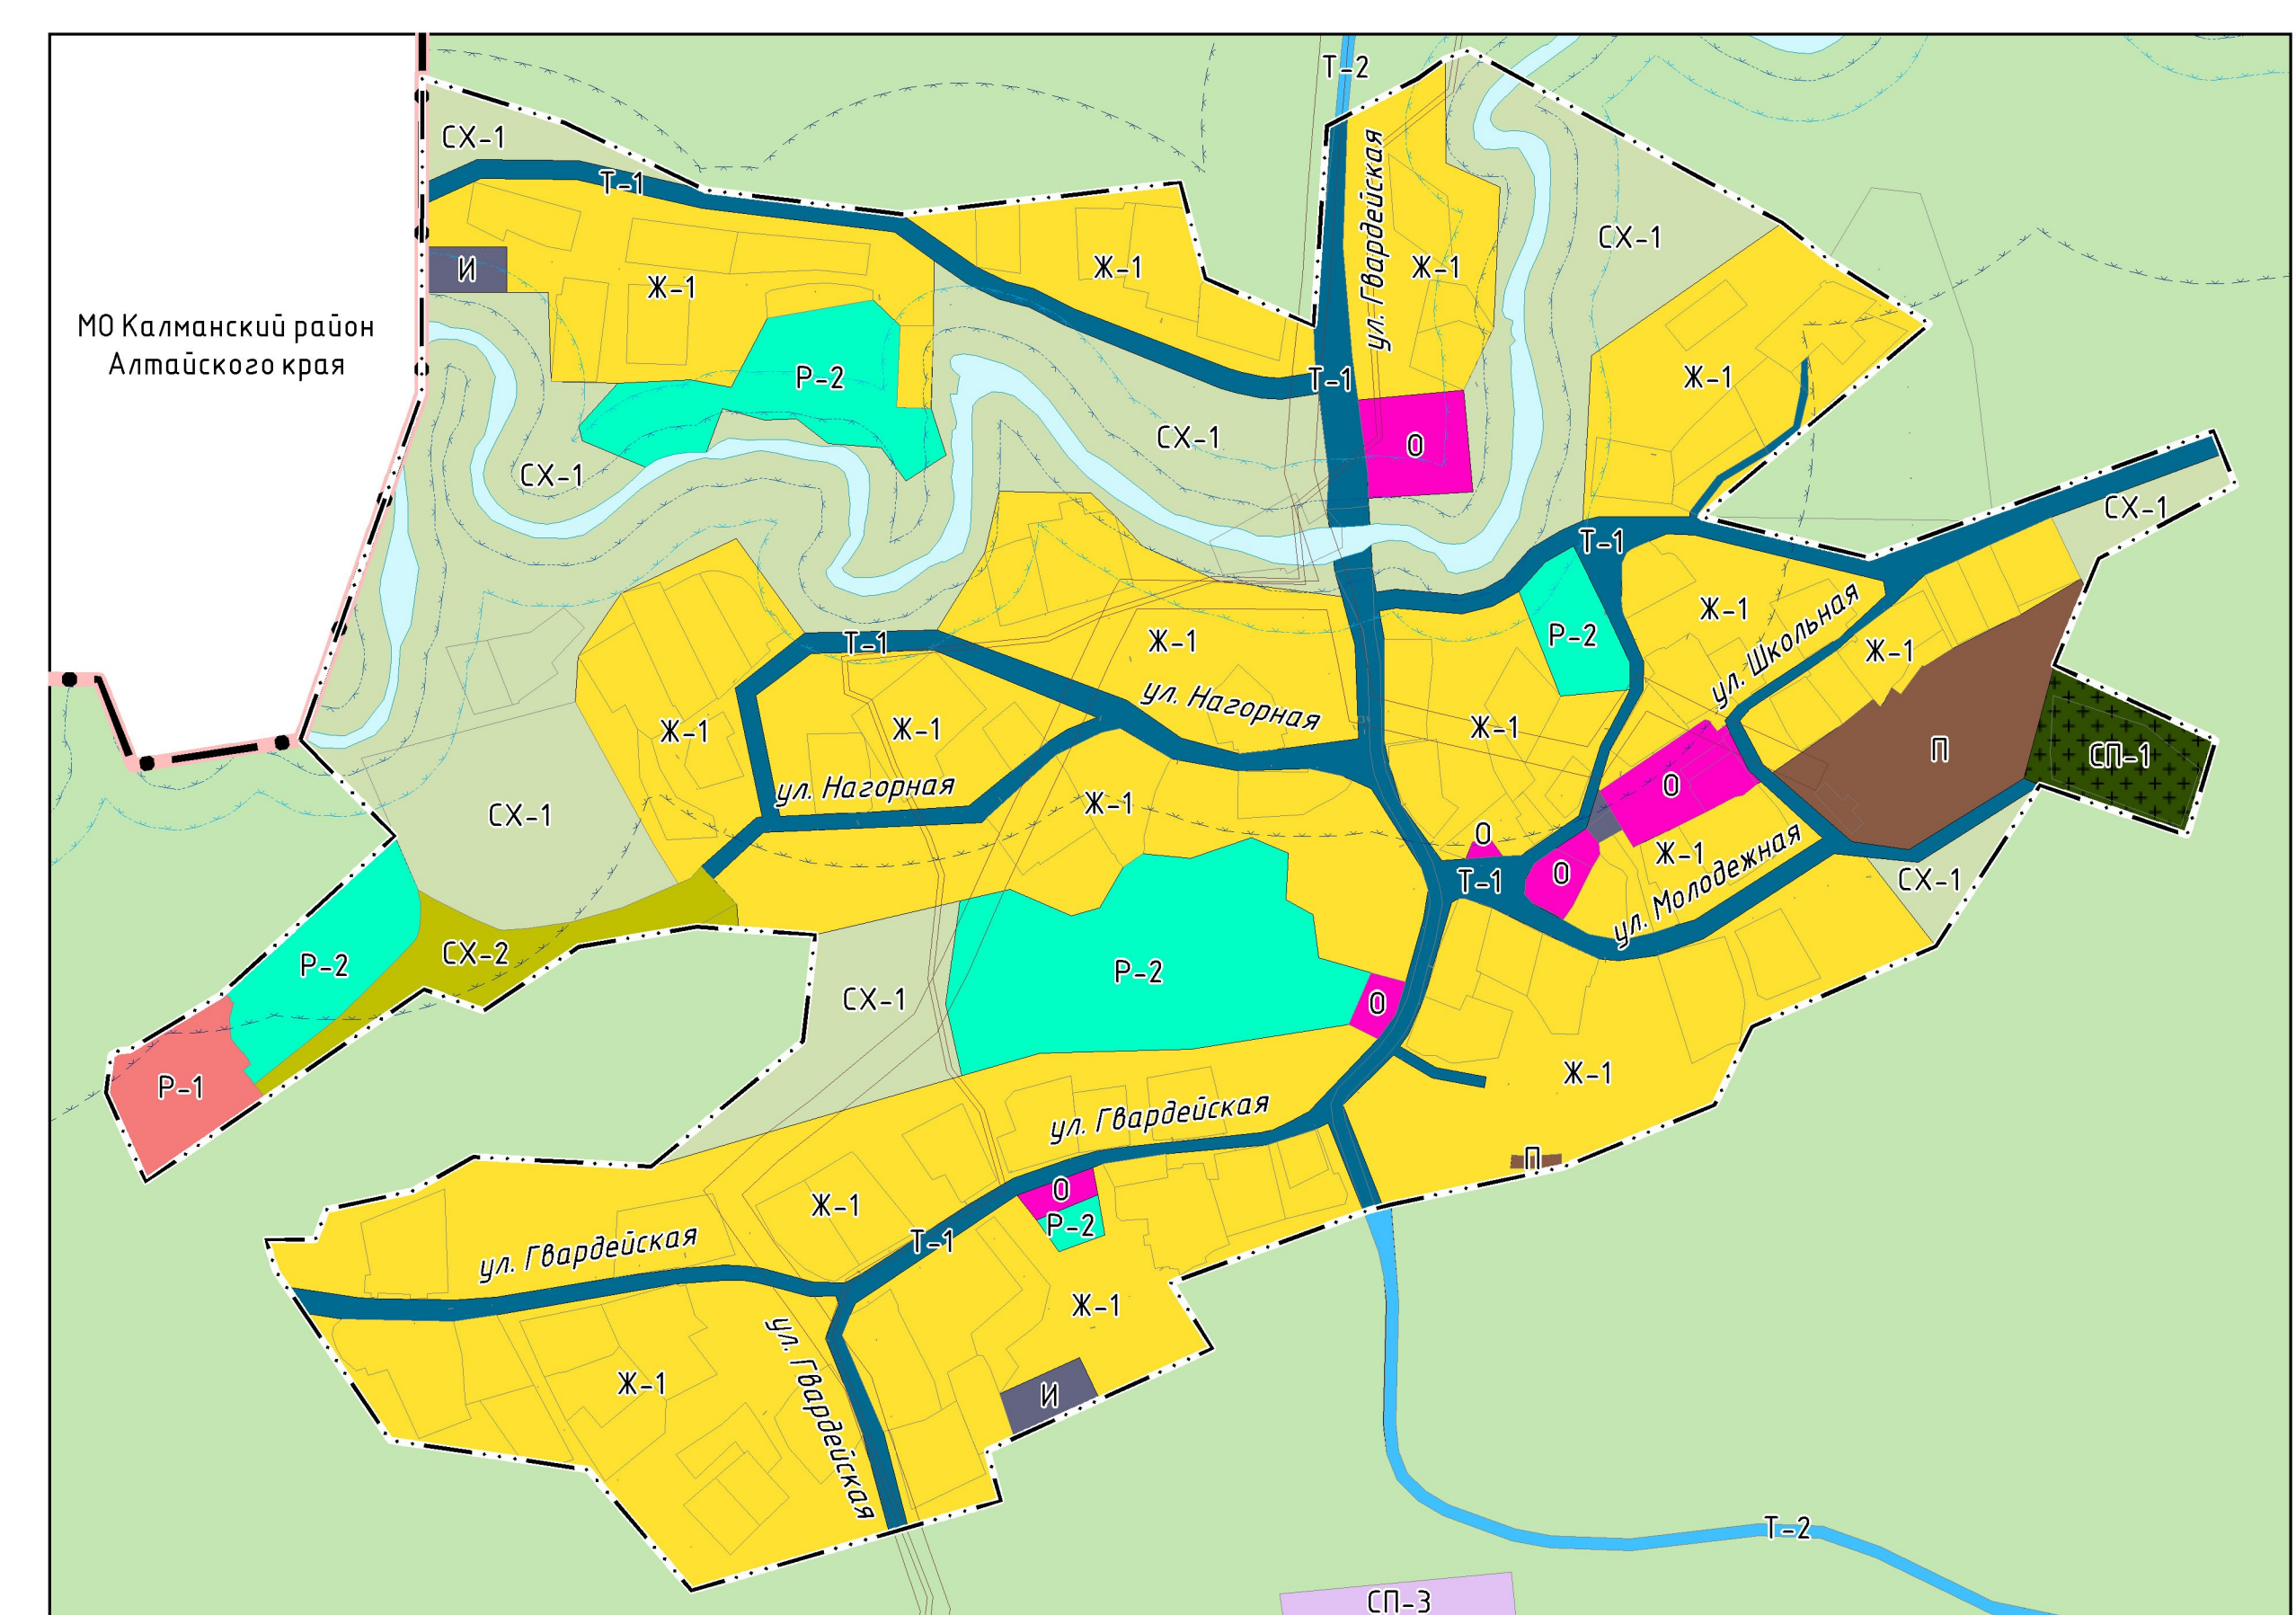 Т-2
СХ-1
Т-1
ул. Гвардейская
СХ-1
И
Ж-1
Ж-1
Ж-1
МО Калманский район
Алтайского края
Р-2
Т-1
Ж-1
О
СХ-1
СХ-1
СХ-1
Т-1
Ж-1
Р-2
Т-1
Ж-1
ул. Школьная
Ж-1
ул. Нагорная
Ж-1
Ж-1
Ж-1
П
СП-1
ул. Нагорная
О
Ж-1
СХ-1
О
Ж-1
Т-1
О
СХ-1
ул. Молодежная
Р-2
СХ-2
Р-2
СХ-1
О
Р-1
Ж-1
ул. Гвардейская
П
О
Ж-1
Р-2
Т-1
ул. Гвардейская
Ж-1
ул. Гвардейская
Ж-1
И
Т-2
СП-3